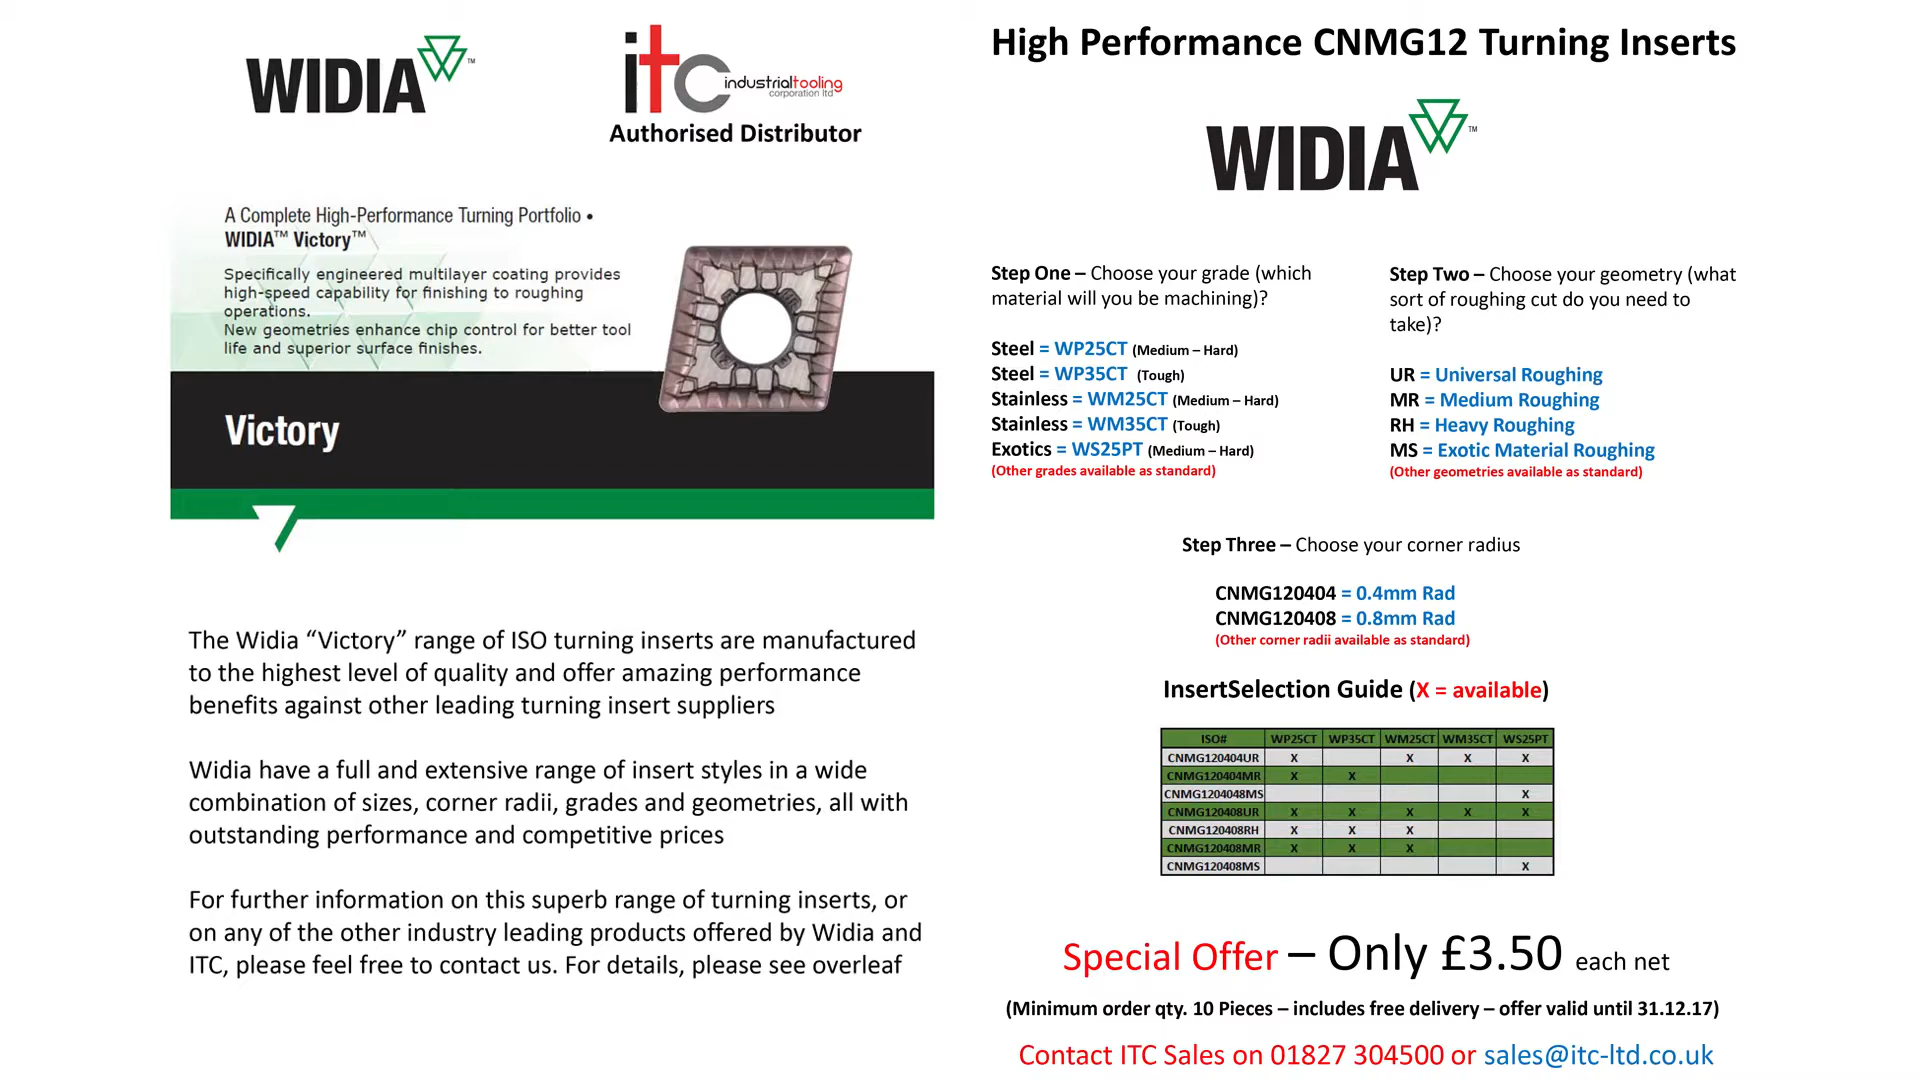 WIDIA™
itc industrialtooling
corporation ltd
Authorised Distributor
A Complete High-Performance Turning Portfolio •
WIDIA™ Victory™
Specifically engineered multilayer coating provides
high-speed capability for finishing to roughing
operations.
New geometries enhance chip control for better tool
life and superior surface finishes.
Victory
The Widia “Victory” range of ISO turning inserts are manufactured
to the highest level of quality and offer amazing performance
benefits against other leading turning insert suppliers
Widia have a full and extensive range of insert styles in a wide
combination of sizes, corner radii, grades and geometries, all with
outstanding performance and competitive prices
For further information on this superb range of turning inserts, or
on any of the other industry leading products offered by Widia and
ITC, please feel free to contact us. For details, please see overleaf
High Performance CNMG12 Turning Inserts
WIDIA™
Step One – Choose your grade (which
material will you be machining)?
Steel = WP25CT (Medium – Hard)
Steel = WP35CT (Tough)
Stainless = WM25CT (Medium – Hard)
Stainless = WM35CT (Tough)
Exotics = WS25PT (Medium – Hard)
(Other grades available as standard)
Step Two – Choose your geometry (what
sort of roughing cut do you need to
take)?
UR = Universal Roughing
MR = Medium Roughing
RH = Heavy Roughing
MS = Exotic Material Roughing
(Other geometries available as standard)
Step Three – Choose your corner radius
CNMG120404 = 0.4mm Rad
CNMG120408 = 0.8mm Rad
(Other corner radii available as standard)
InsertSelection Guide (X = available)
ISO# WP25CT WP35CT WM25CT WM35CT WS25PT
CNMG120404UR X X X X
CNMG120404MR X X
CNMG1204048MS X
CNMG120408UR X X X X X
CNMG120408RH X X X
CNMG120408MR X X X
CNMG120408MS X
Special Offer – Only £3.50 each net
(Minimum order qty. 10 Pieces – includes free delivery – offer valid until 31.12.17)
Contact ITC Sales on 01827 304500 or sales@itc-ltd.co.uk